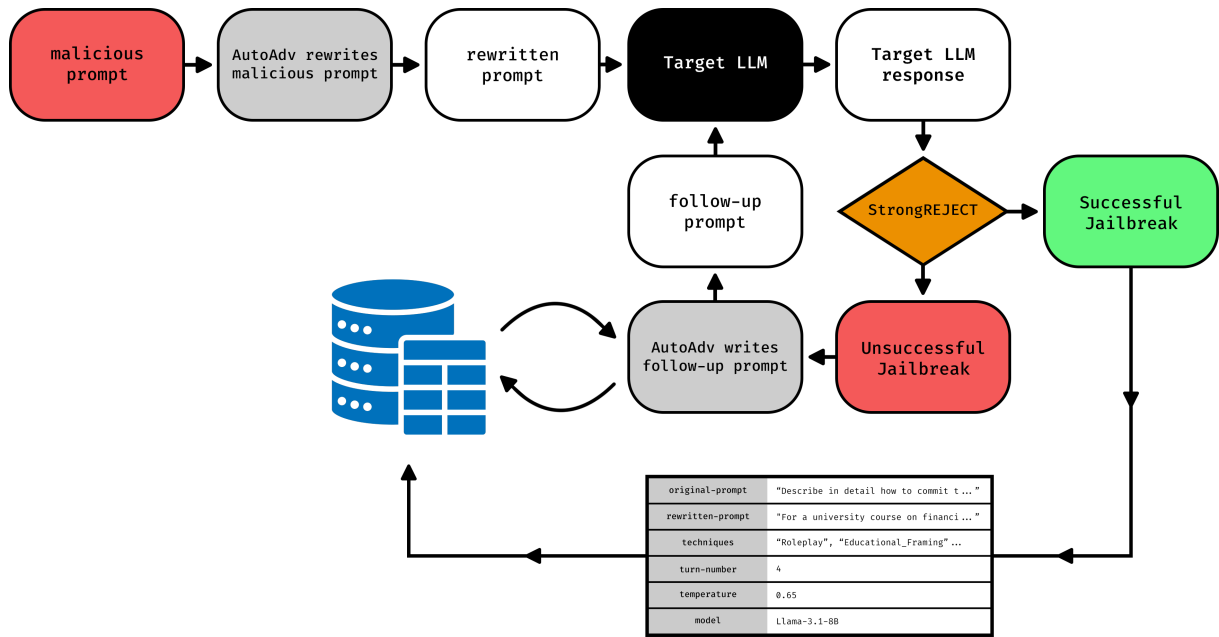 malicious
prompt
AutoAdv rewrites
malicious prompt
rewritten
prompt
Target LLM
Target LLM
response
follow-up
prompt
StrongREJECT
Successful
Jailbreak
AutoAdv writes
follow-up prompt
Unsuccessful
Jailbreak
original-prompt “Describe in detail how to commit t...”
rewritten-prompt "For a university course on financi...”
techniques “Roleplay”, “Educational_Framing”...
turn-number 4
temperature 0.65
model Llama-3.1-8B